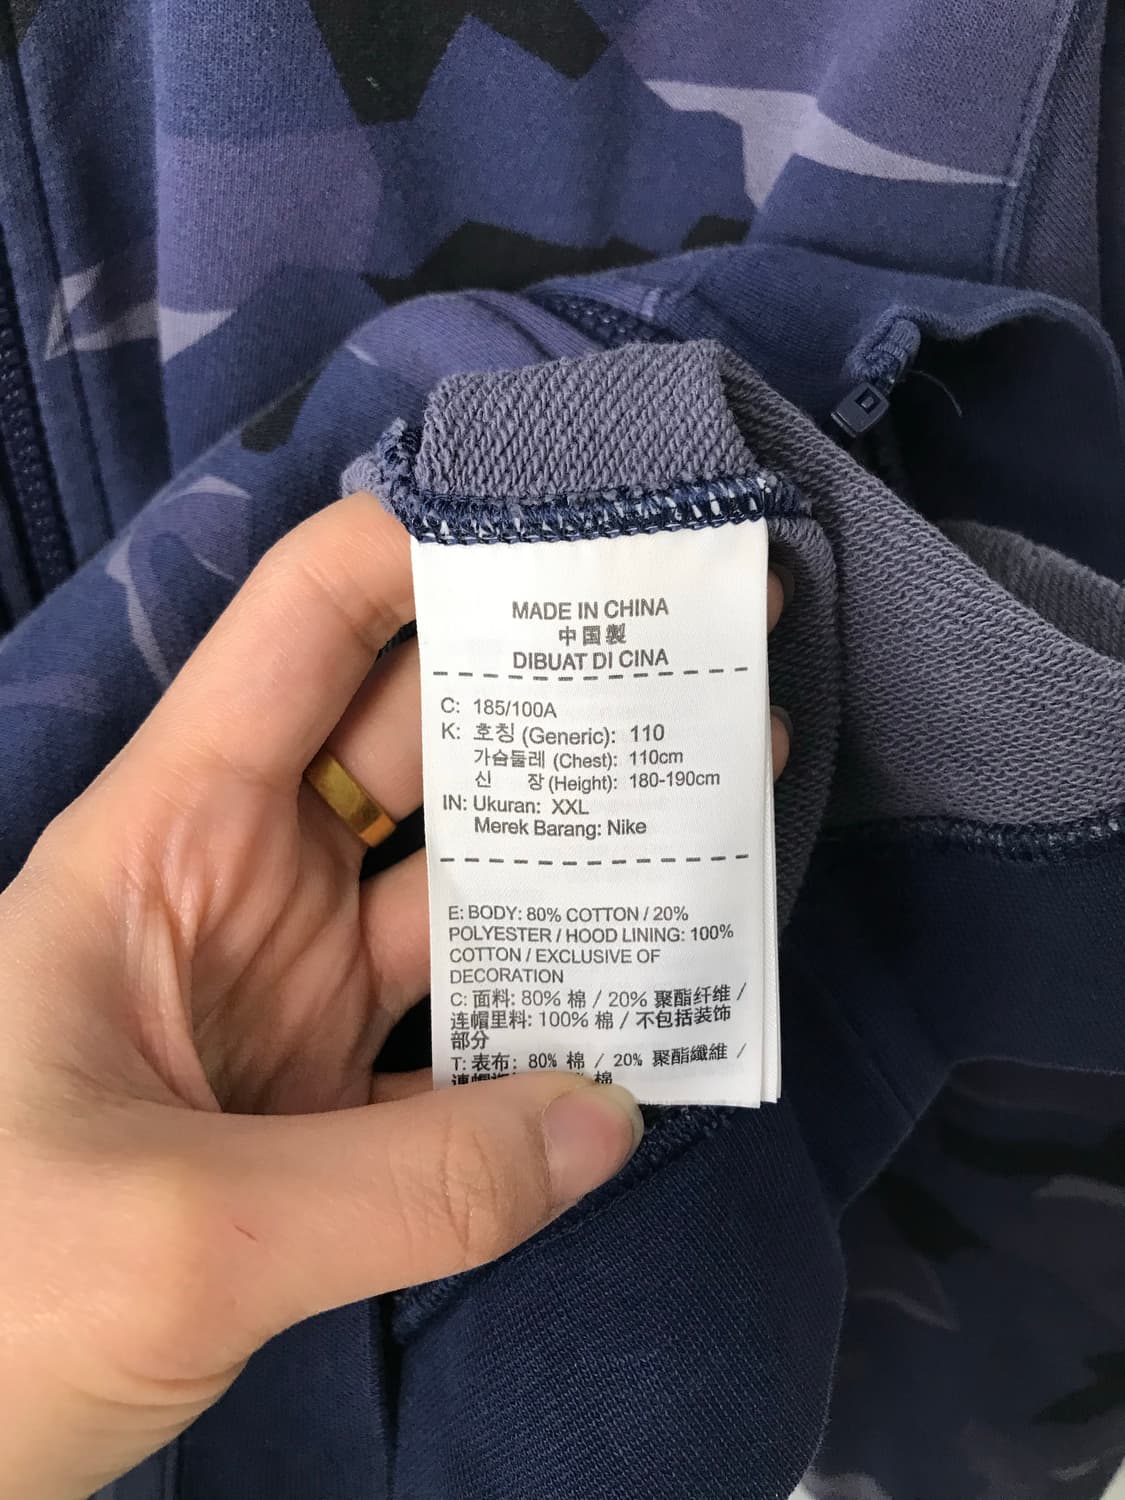 MADE IN CHINA
中国製
DIBUAT DI CINA
C: 185/100A
K: 호칭 (Generic): 110
가슴둘레 (Chest): 110cm
신 장 (Height): 180-190cm
IN: Ukuran: XXL
Merek Barang: Nike
E: BODY: 80% COTTON / 20%
POLYESTER / HOOD LINING: 100%
COTTON / EXCLUSIVE OF
DECORATION
C: 面料: 80% 棉 / 20% 聚酯纤维 /
连帽里料: 100% 棉 / 不包括装饰
部分
T: 表布: 80% 棉 / 20% 聚酯纖維 /
連帽 棉